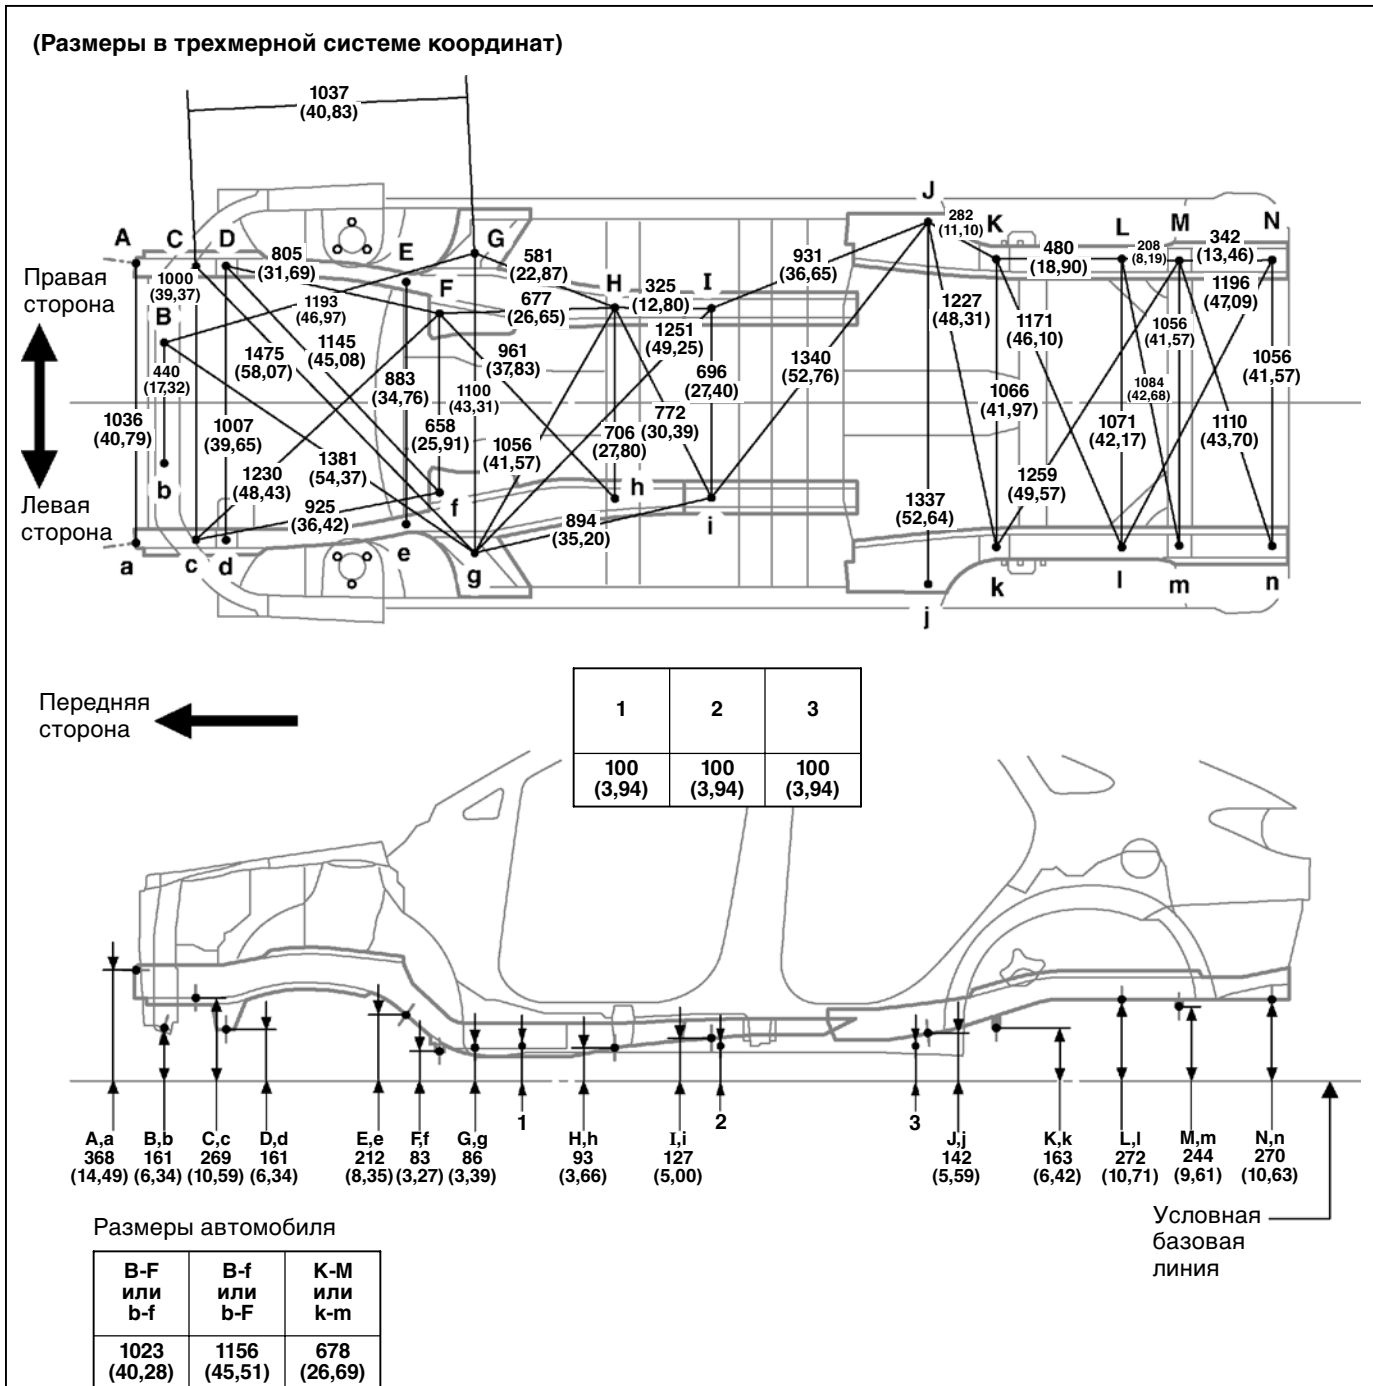 (Размеры в трехмерной системе координат)
1037
(40,83)
J
282
(11,10)
A
C
D
E
G
K
L
M
N
805
(31,69)
581
(22,87)
931
(36,65)
480
(18,90)
208
(8,19)
342
(13,46)
Правая
сторона
1000
(39,37)
F
H
I
325
(12,80)
1193
(46,97)
677
(26,65)
1227
(48,31)
1196
(47,09)
B
1145
(45,08)
1475
(58,07)
1251
(49,25)
1171
(46,10)
1056
(41,57)
440
(17,32)
961
(37,83)
1340
(52,76)
883
(34,76)
1100
(43,31)
696
(27,40)
1066
(41,97)
1084
(42,68)
1056
(41,57)
1036
(40,79)
1007
(39,65)
658
(25,91)
772
(30,39)
1071
(42,17)
1110
(43,70)
1056
(41,57)
706
(27,80)
1381
(54,37)
1230
(48,43)
1259
(49,57)
Левая
сторона
b
925
(36,42)
f
h
i
894
(35,20)
1337
(52,64)
a
c
d
e
g
j
k
l
m
n
Передняя
сторона
1 2 3
100 100 100
(3,94) (3,94) (3,94)
1
2
3
A,a B,b C,c D,d E,e F,f G,g H,h I,i J,j K,k L,l M,m N,n
368 161 269 161 212 83 86 93 127 142 163 272 244 270
(14,49) (6,34) (10,59) (6,34) (8,35) (3,27) (3,39) (3,66) (5,00) (5,59) (6,42) (10,71) (9,61) (10,63)
Условная
базовая
линия
Размеры автомобиля
B-F B-f K-M
или или или
b-f b-F k-m
1023 1156 678
(40,28) (45,51) (26,69)